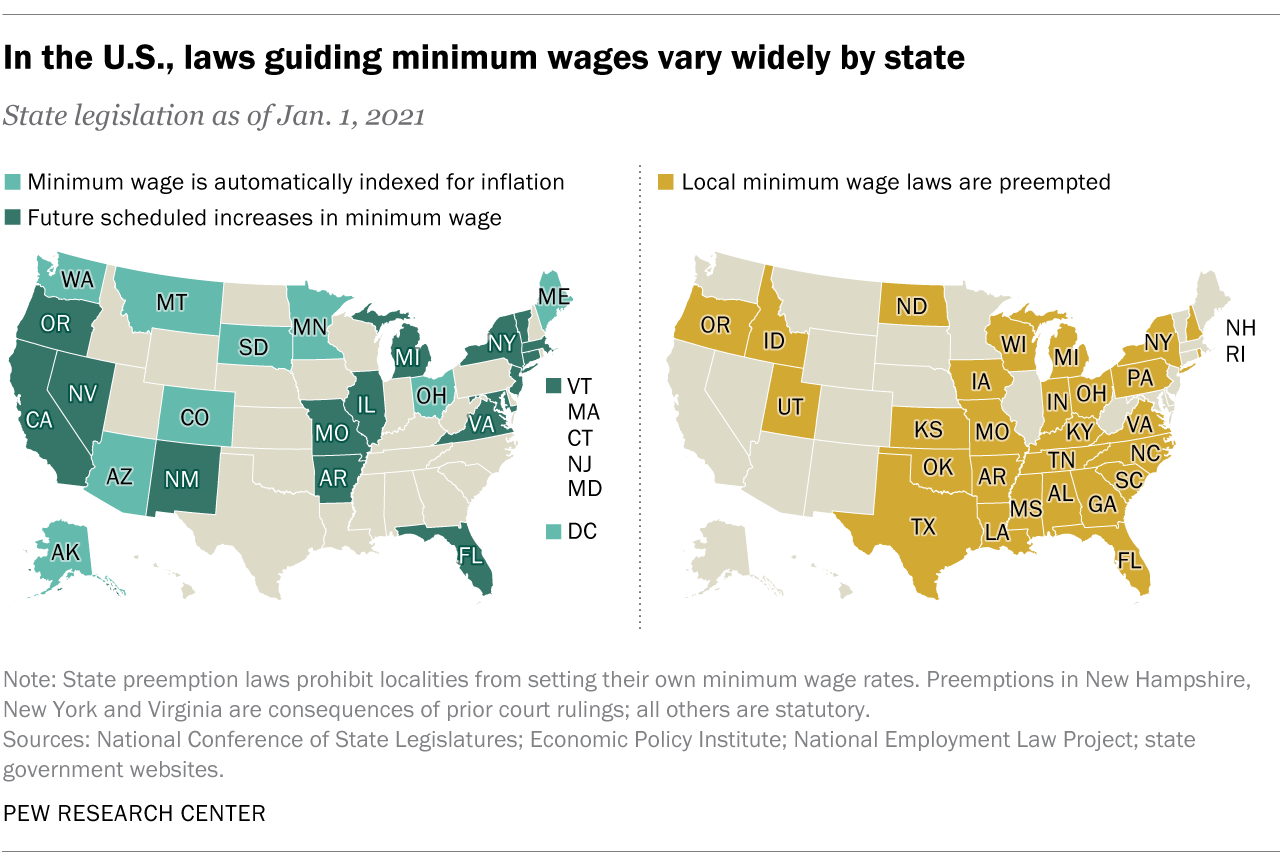 In the U.S., laws guiding minimum wages vary widely by state
State legislation as of Jan. 1, 2021
Minimum wage is automatically indexed for inflation
Future scheduled increases in minimum wage
WA
MT
ME
OR
MN
SD
MI
NY
NV
CO
IL
OH
CA
MO
VA
AZ
NM
AR
AK
FL
VT
MA
CT
NJ
MD
DC
Local minimum wage laws are preempted
ND
OR
ID
WI
MI
NY
NH
RI
IA
PA
UT
IN
OH
KS
MO
KY
VA
OK
AR
TN
NC
SC
TX
LA
MS
AL
GA
FL
Note: State preemption laws prohibit localities from setting their own minimum wage rates. Preemptions in New Hampshire,
New York and Virginia are consequences of prior court rulings; all others are statutory.
Sources: National Conference of State Legislatures; Economic Policy Institute; National Employment Law Project; state
government websites.
PEW RESEARCH CENTER